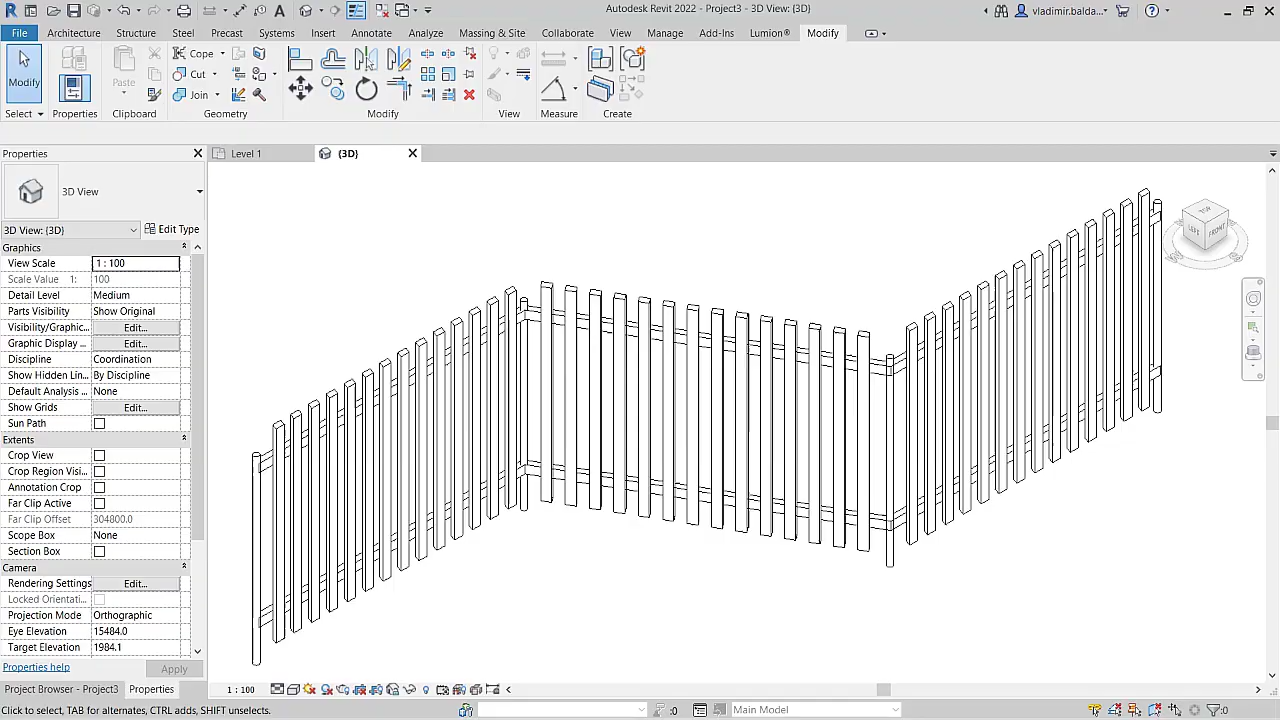 Autodesk Revit 2022 - Project3 - 3D View: {3D}
vladimir.balda...
File Architecture Structure Steel Precast Systems Insert Annotate Analyze Massing & Site Collaborate View Manage Add-Ins Lumion® Modify
Modify
Paste
Cope
Cut
Join
Select Properties Clipboard Geometry Modify View Measure Create
Properties
Level 1
{3D}
3D View
3D View: {3D}
Edit Type
Graphics
View Scale 1 : 100
Scale Value 1: 100
Detail Level Medium
Parts Visibility Show Original
Visibility/Graphic... Edit...
Graphic Display ... Edit...
Discipline Coordination
Show Hidden Lin... By Discipline
Default Analysis ... None
Show Grids Edit...
Sun Path
Extents
Crop View
Crop Region Visi...
Annotation Crop
Far Clip Active
Far Clip Offset 304800.0
Scope Box None
Section Box
Camera
Rendering Settings Edit...
Locked Orientati...
Projection Mode Orthographic
Eye Elevation 15484.0
Target Elevation 1984.1
Properties help
Apply
Project Browser - Project3 Properties
1 : 100
Click to select, TAB for alternates, CTRL adds, SHIFT unselects.
:0
Main Model
:0
TOP
LEFT
FRONT